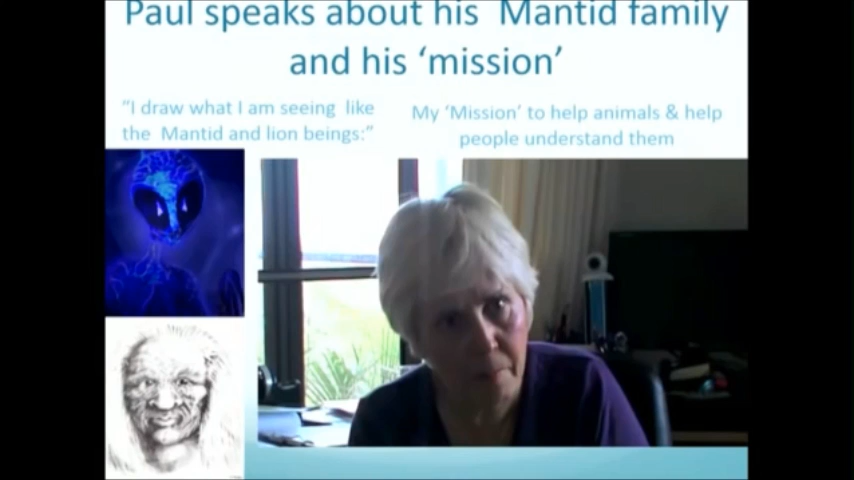 Paul speaks about his Mantid family
and his ‘mission’
“I draw what I am seeing like
the Mantid and lion beings:”
My ‘Mission’ to help animals & help
people understand them